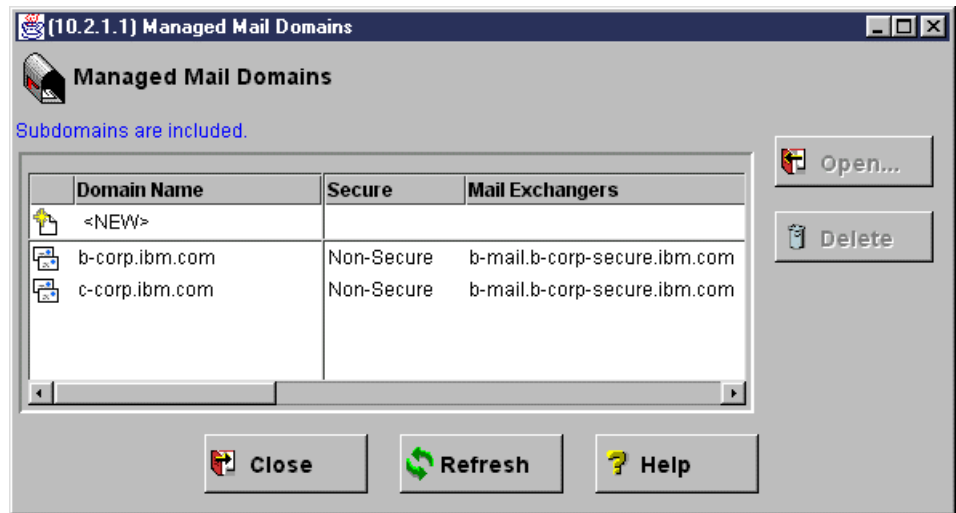 (10.2.1.1) Managed Mail Domains
Managed Mail Domains
Subdomains are included.
Open...
Domain Name Secure Mail Exchangers
<NEW>
Delete
b-corp.ibm.com Non-Secure b-mail.b-corp-secure.ibm.com
c-corp.ibm.com Non-Secure b-mail.b-corp-secure.ibm.com
Close Refresh Help